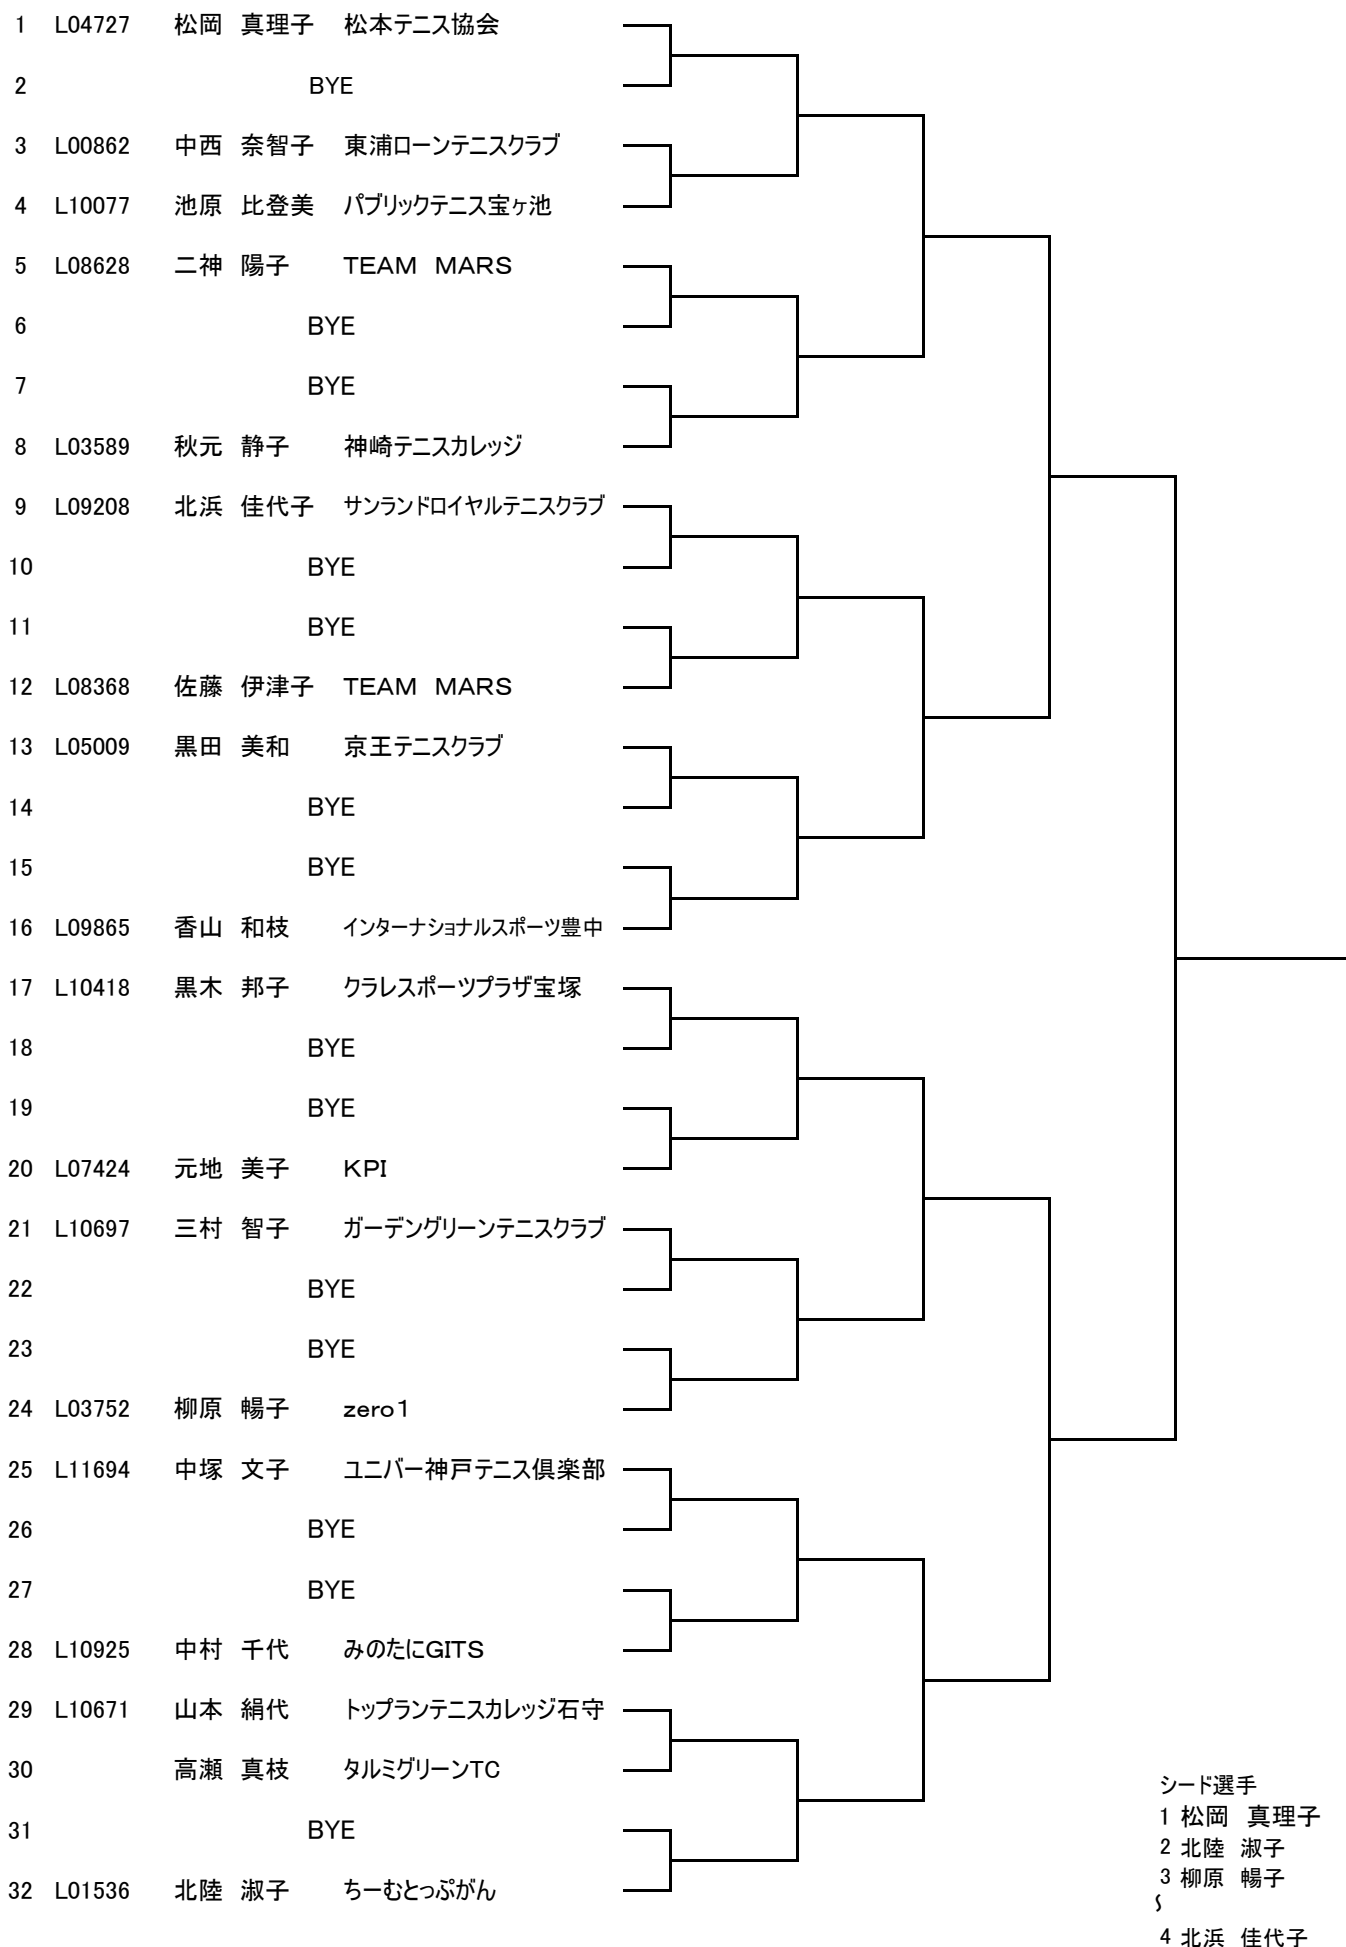 1 L04727 松岡 真理子 松本テニス協会
2 BYE
3 L00862 中西 奈智子 東浦ローンテニスクラブ
4 L10077 池原 比登美 パブリックテニス宝ヶ池
5 L08628 二神 陽子 TEAM MARS
6 BYE
7 BYE
8 L03589 秋元 静子 神崎テニスカレッジ
9 L09208 北浜 佳代子 サンランドロイヤルテニスクラブ
10 BYE
11 BYE
12 L08368 佐藤 伊津子 TEAM MARS
13 L05009 黒田 美和 京王テニスクラブ
14 BYE
15 BYE
16 L09865 香山 和枝 インターナショナルスポーツ豊中
17 L10418 黒木 邦子 クラレスポーツプラザ宝塚
18 BYE
19 BYE
20 L07424 元地 美子 KPI
21 L10697 三村 智子 ガーデングリーンテニスクラブ
22 BYE
23 BYE
24 L03752 柳原 暢子 zero1
25 L11694 中塚 文子 ユニバー神戸テニス倶楽部
26 BYE
27 BYE
28 L10925 中村 千代 みのたにGITS
29 L10671 山本 絹代 トップランテニスカレッジ石守
30 高瀬 真枝 タルミグリーンTC
31 BYE
32 L01536 北陸 淑子 ちーむとっぷがん
シード選手
1 松岡 真理子
2 北陸 淑子
3 柳原 暢子
〜
4 北浜 佳代子